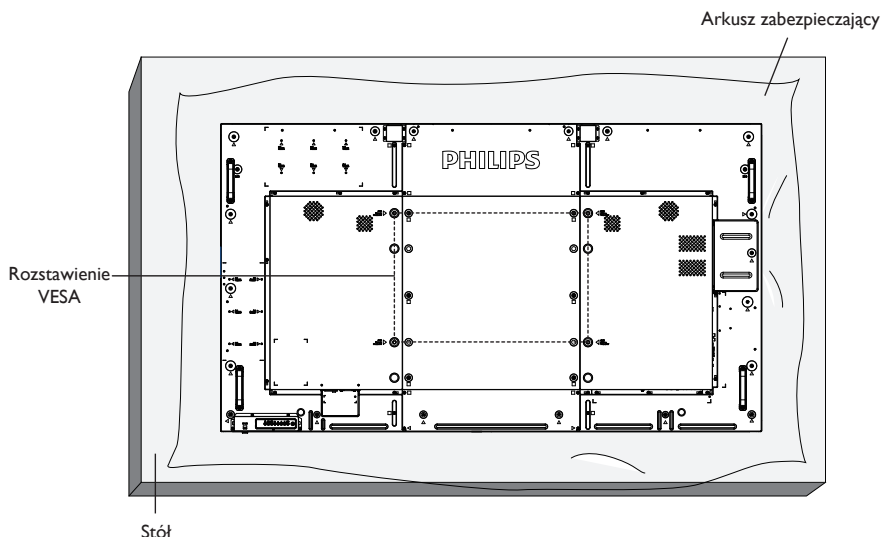 Arkusz zabezpieczający
PHILIPS
Rozstawienie
VESA
Stół